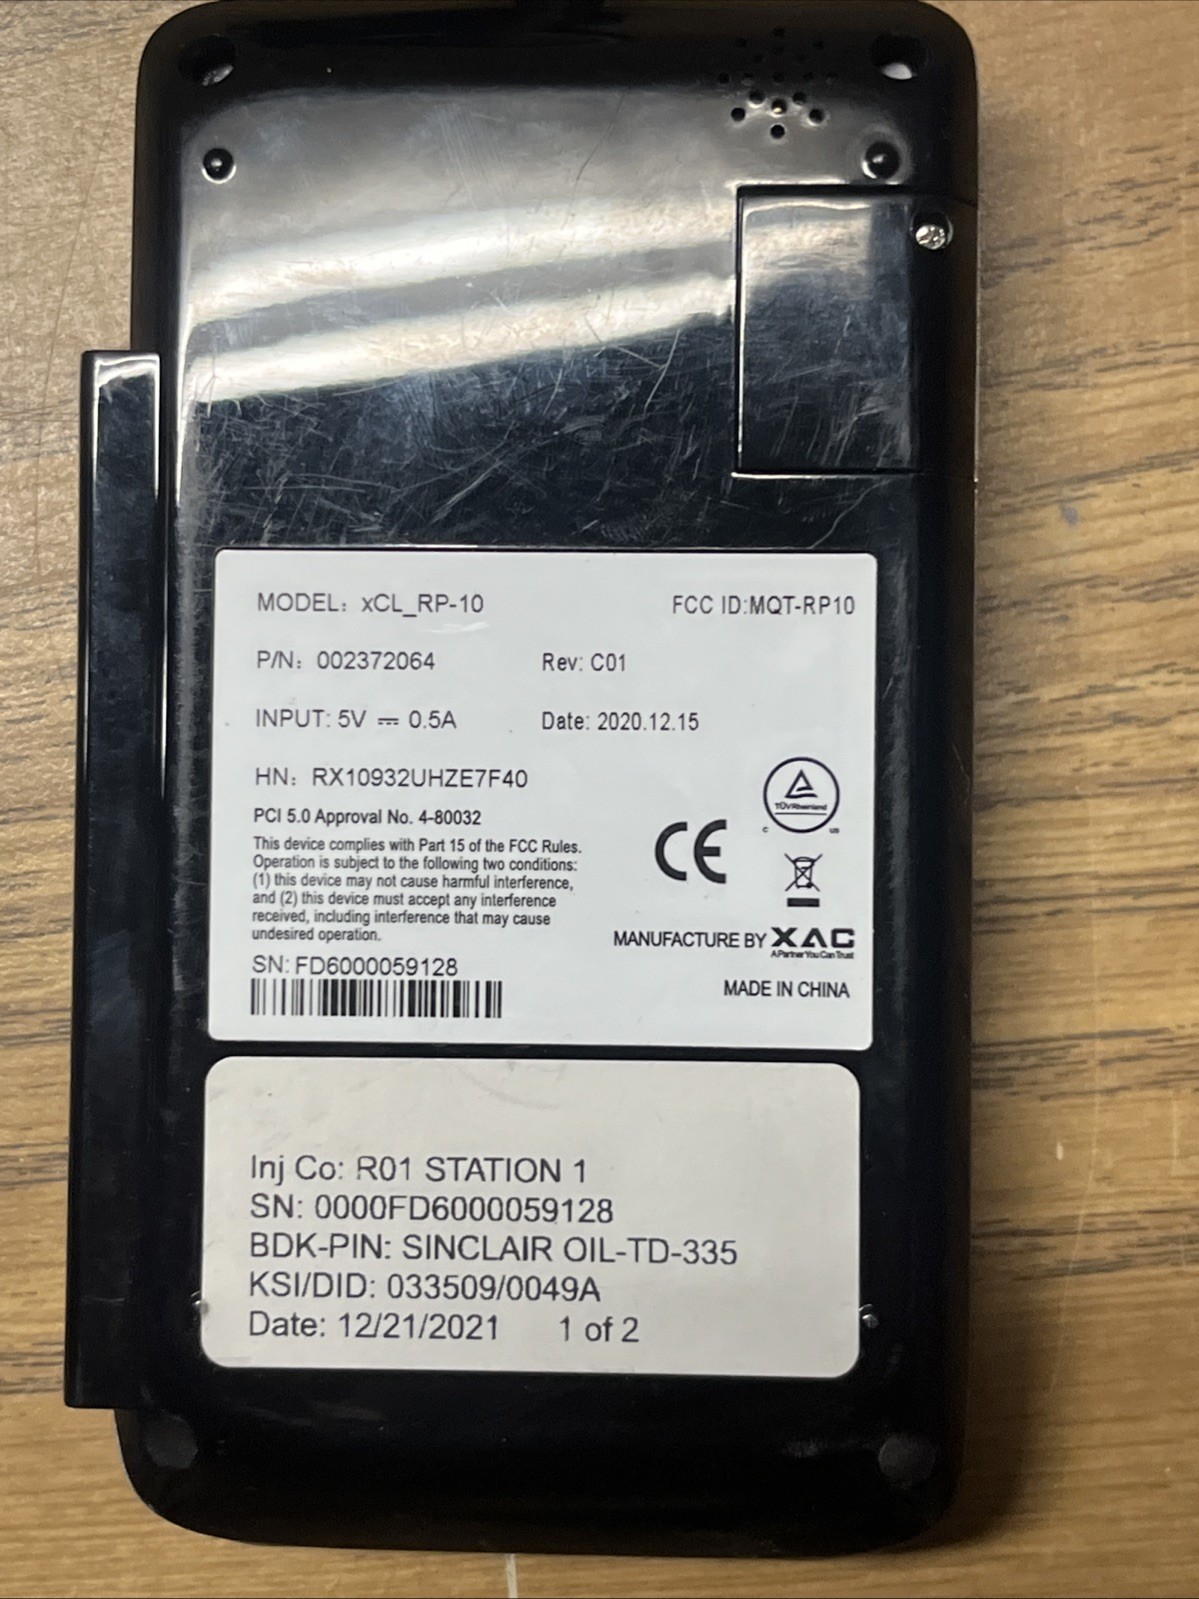 MODEL: xCL_RP-10 FCC ID:MQT-RP10
P/N: 002372064 Rev: C01
INPUT: 5V ⎓ 0.5A Date: 2020.12.15
HN: RX10932UHZE7F40
PCI 5.0 Approval No. 4-80032
This device complies with Part 15 of the FCC Rules.
Operation is subject to the following two conditions:
(1) this device may not cause harmful interference,
and (2) this device must accept any interference
received, including interference that may cause
undesired operation.
TÜVRheinland
C US
CE
MANUFACTURE BY XAC
A Partner You Can Trust
SN: FD6000059128
MADE IN CHINA
Inj Co: R01 STATION 1
SN: 0000FD6000059128
BDK-PIN: SINCLAIR OIL-TD-335
KSI/DID: 033509/0049A
Date: 12/21/2021 1 of 2